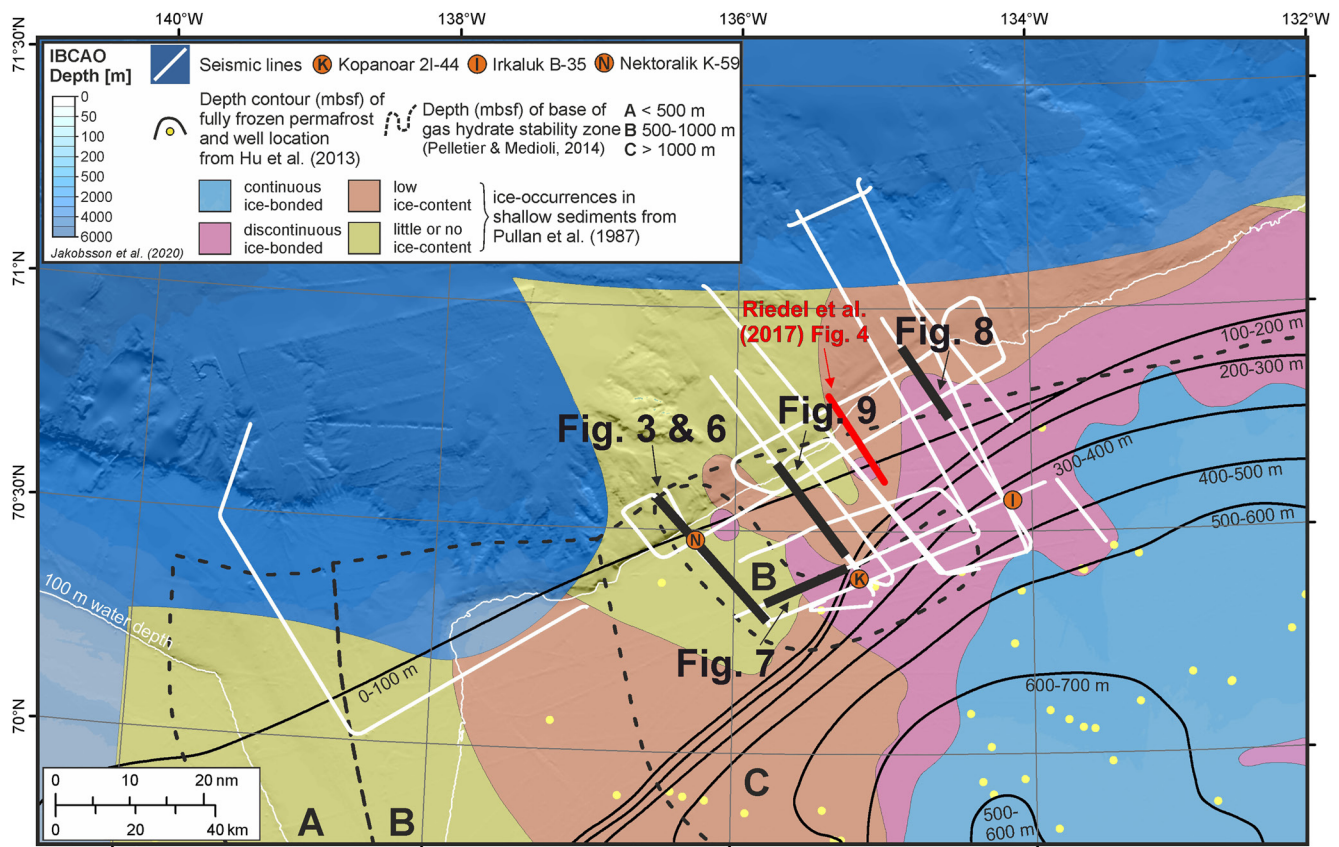 140°W
138°W
136°W
134°W
132°W
71°30'N
71°N
70°30'N
70°N
IBCAO
Depth [m]
0
50
100
200
500
2000
4000
6000
Jakobsson et al. (2020)
Seismic lines
K Kopanoar 2I-44
I Irkaluk B-35
N Nektoralik K-59
Depth contour (mbsf) of
fully frozen permafrost
and well location
from Hu et al. (2013)
Depth (mbsf) of base of
gas hydrate stability zone
(Pelletier & Medioli, 2014)
A < 500 m
B 500-1000 m
C > 1000 m
continuous
ice-bonded
low
ice-content
discontinuous
ice-bonded
little or no
ice-content
ice-occurrences in
shallow sediments from
Pullan et al. (1987)
Riedel et al.
(2017) Fig. 4
Fig. 8
Fig. 9
Fig. 3 & 6
Fig. 7
100-200 m
200-300 m
300-400 m
400-500 m
500-600 m
600-700 m
500-
600 m
0-100 m
100 m water depth
N
K
I
B
A
B
C
0 10 20 nm
0 20 40 km